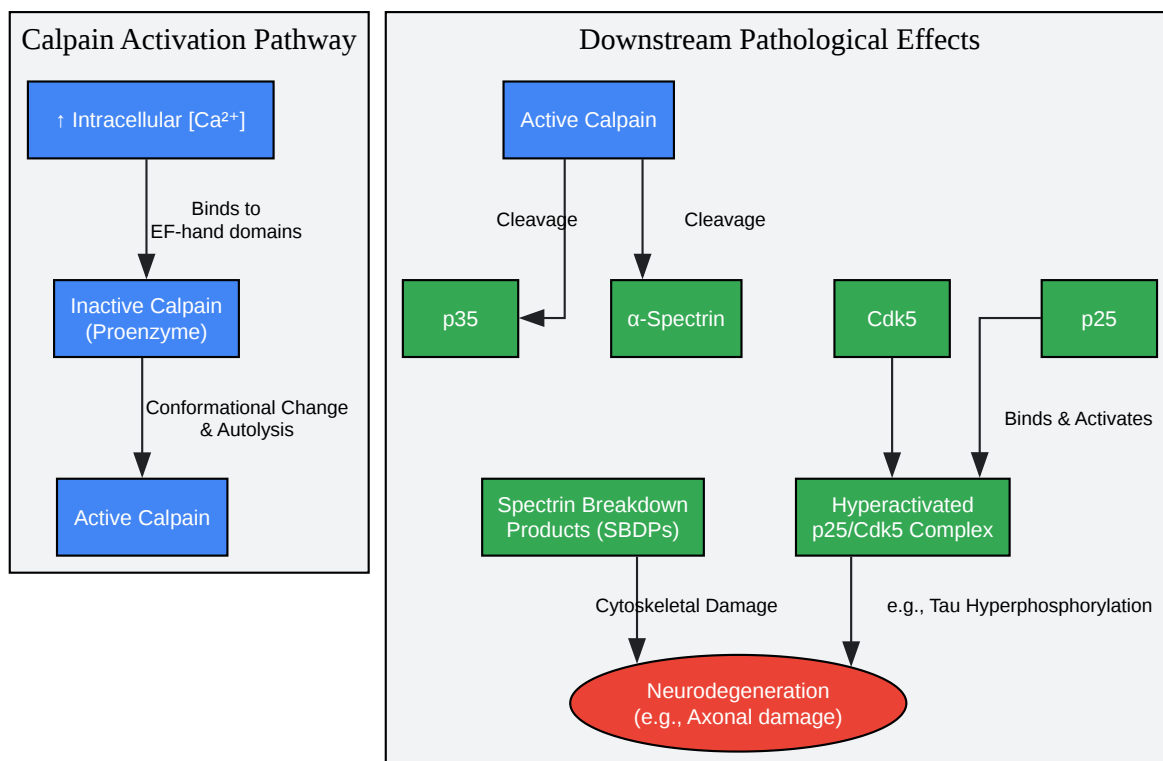 Calpain Activation Pathway
↑ Intracellular [Ca²⁺]
Binds to
EF-hand domains
Inactive Calpain
(Proenzyme)
Conformational Change
& Autolysis
Active Calpain
Downstream Pathological Effects
Active Calpain
Cleavage
Cleavage
p35
α-Spectrin
Cdk5
p25
Binds & Activates
Spectrin Breakdown
Products (SBDPs)
Hyperactivated
p25/Cdk5 Complex
Cytoskeletal Damage
e.g., Tau Hyperphosphorylation
Neurodegeneration
(e.g., Axonal damage)